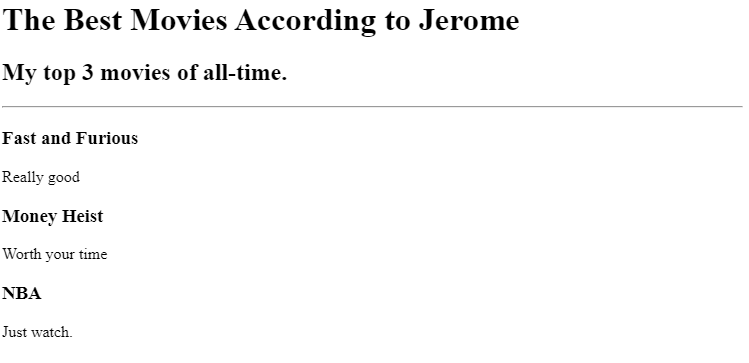 The Best Movies According to Jerome
My top 3 movies of all-time.
Fast and Furious
Really good
Money Heist
Worth your time
NBA
Just watch.